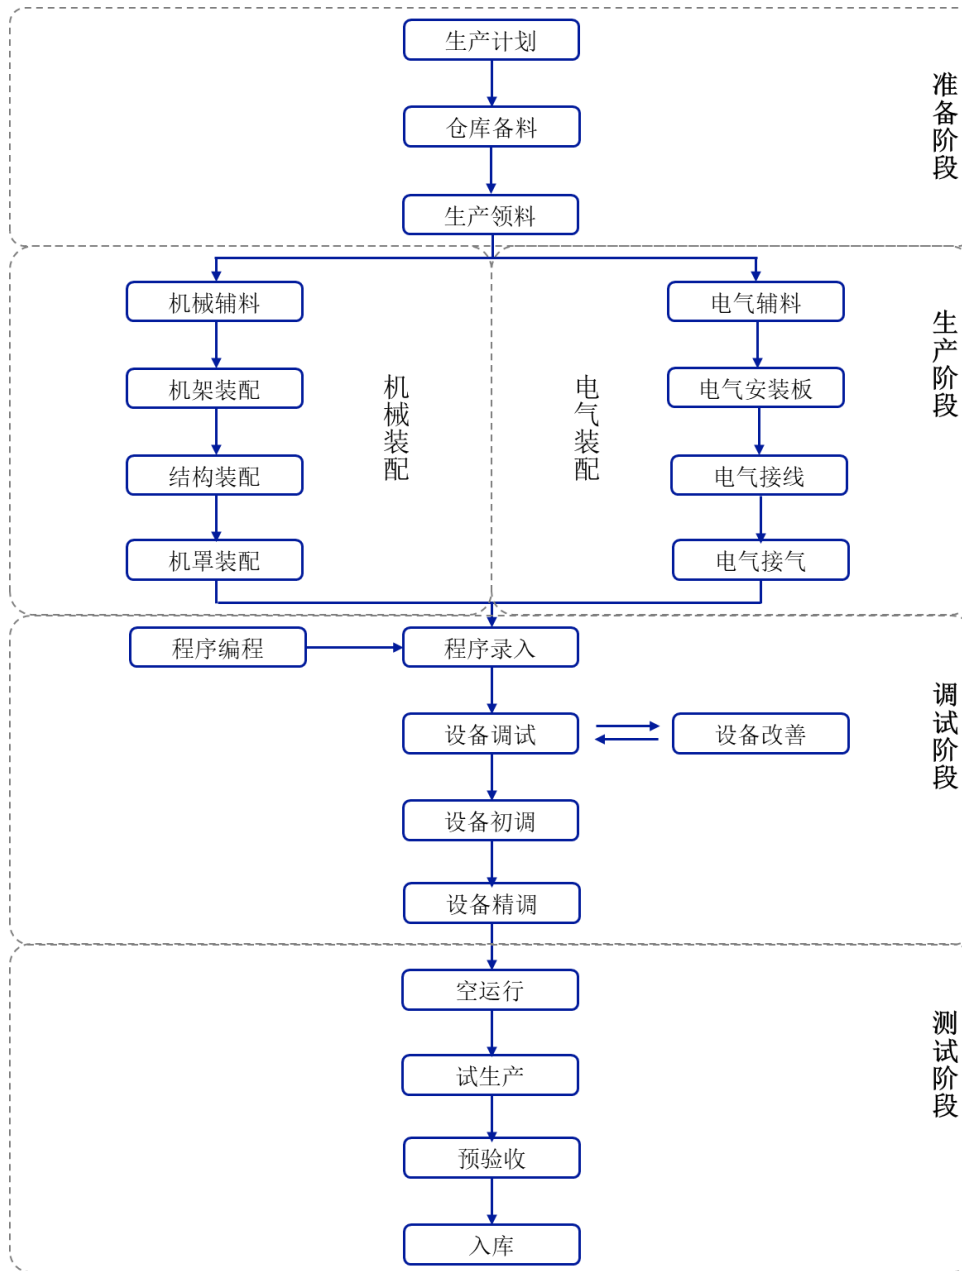 生产计划
仓库备料
生产领料
准备阶段
机械辅料
机架装配
结构装配
机罩装配
机械装配
电气装配
电气辅料
电气安装板
电气接线
电气接气
生产阶段
程序编程
程序录入
设备调试
设备改善
设备初调
设备精调
调试阶段
空运行
试生产
预验收
入库
测试阶段